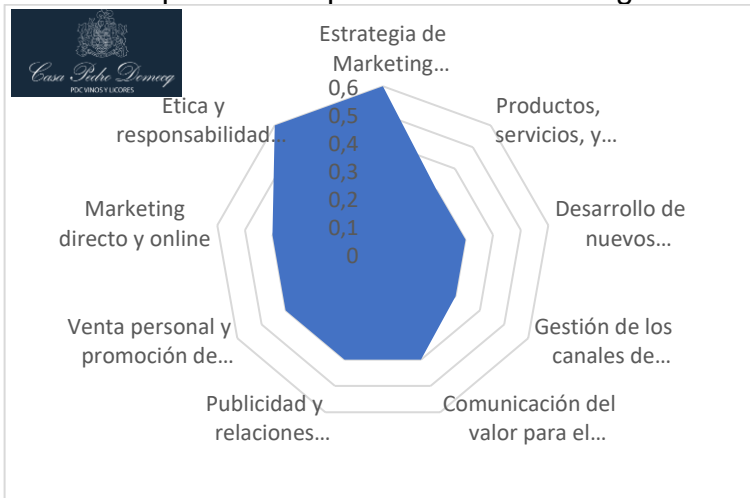 Casa Pedro Domecq
PDC VINOS Y LICORES
Estrategia de
Marketing...
Productos,
servicios, y...
Desarrollo de
nuevos...
Gestión de los
canales de...
Comunicación del
valor para el...
Publicidad y
relaciones...
Venta personal y
promoción de...
Marketing
directo y online
Etica y
responsabilidad...
0,6
0,5
0,4
0,3
0,2
0,1
0